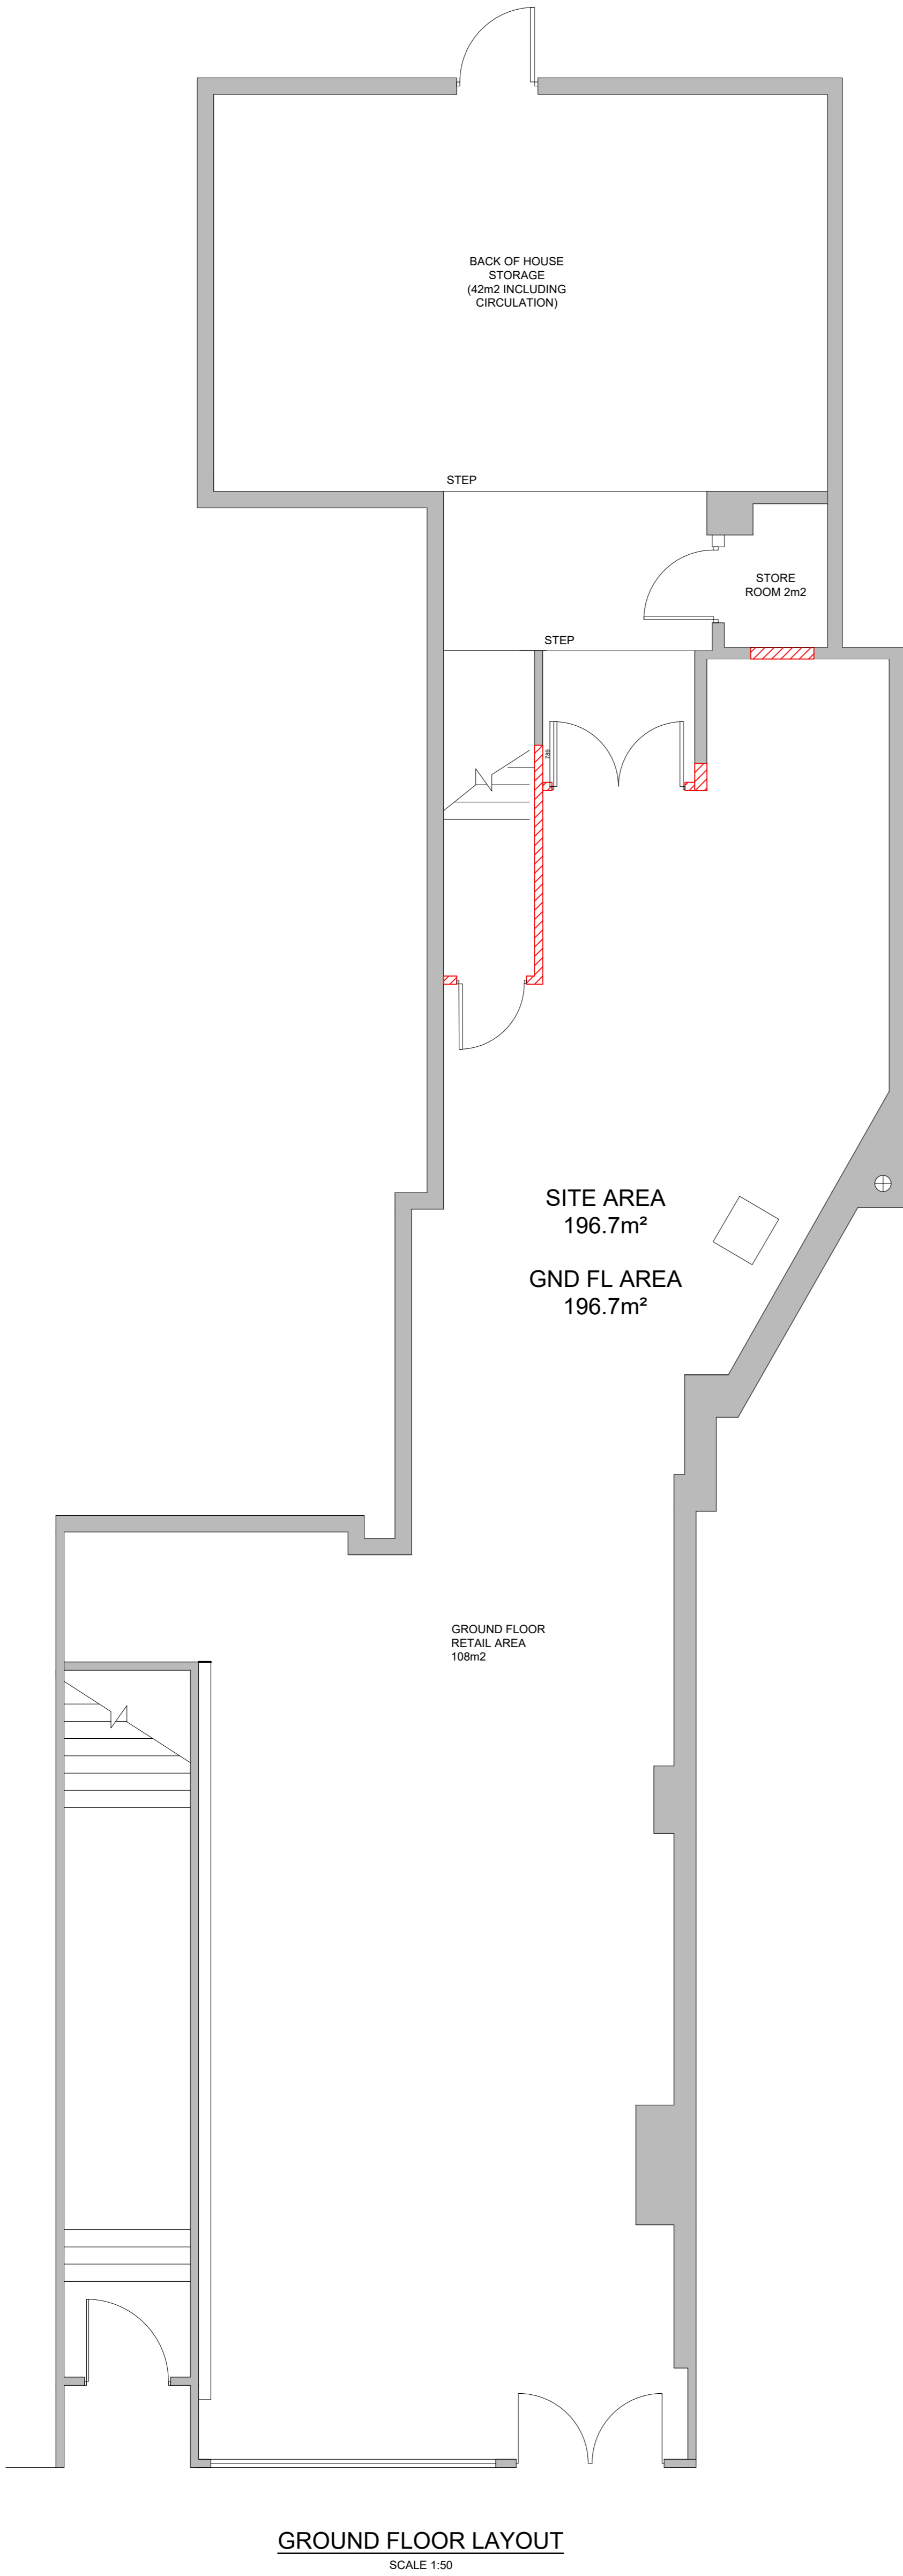 BACK OF HOUSE
STORAGE
(42m2 INCLUDING
CIRCULATION)
STEP
STORE
ROOM 2m2
STEP
789
SITE AREA
196.7m²
GND FL AREA
196.7m²
GROUND FLOOR
RETAIL AREA
108m2
GROUND FLOOR LAYOUT
SCALE 1:50